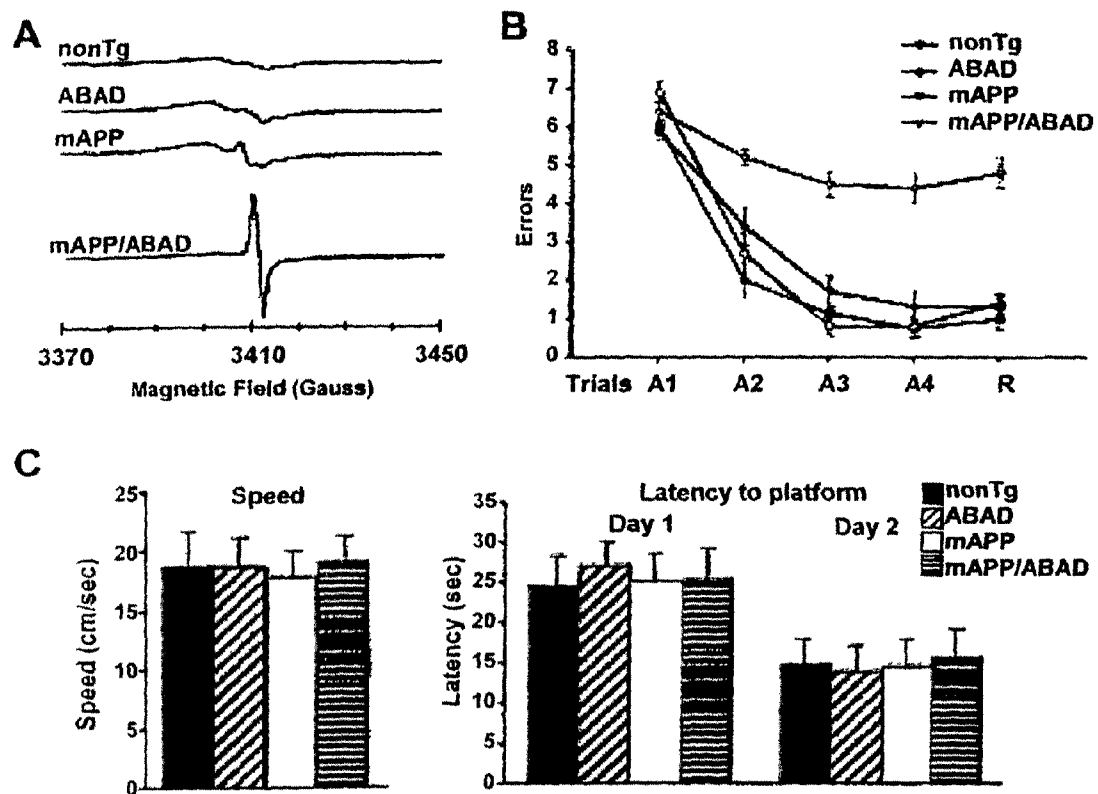 A
nonTg
ABAD
mAPP
mAPP/ABAD
3370 3410 3450
Magnetic Field (Gauss)
B
8
7
6
5
4
3
2
1
0
Errors
Trials A1 A2 A3 A4 R
nonTg
ABAD
mAPP
mAPP/ABAD
C
Speed
25
20
15
10
5
0
Speed (cm/sec)
Latency to platform
Day 1 Day 2
35
30
25
20
15
10
5
0
Latency (sec)
nonTg
ABAD
mAPP
mAPP/ABAD